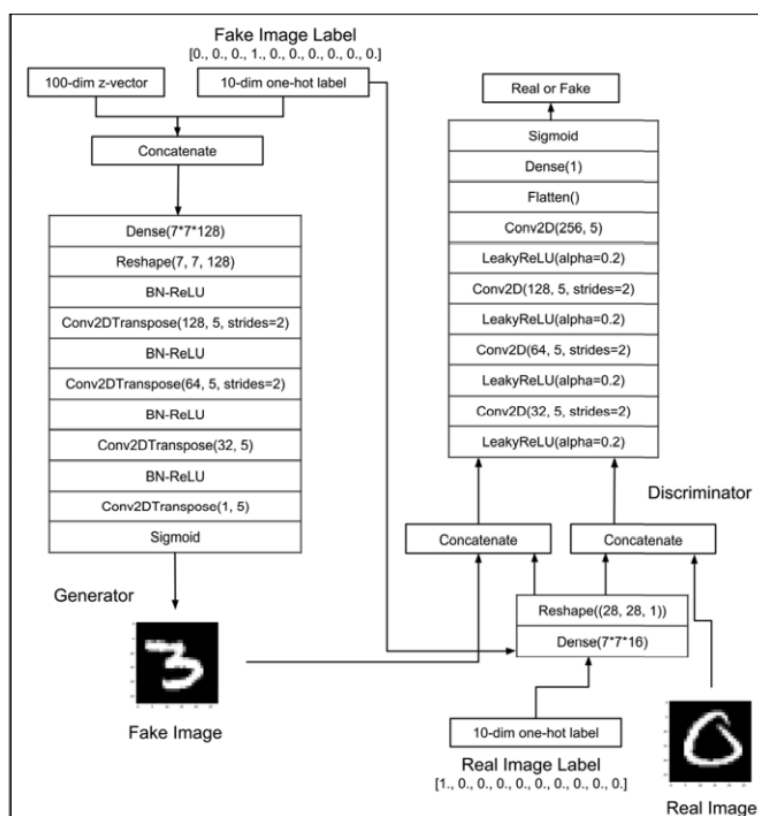 Fake Image Label
[0., 0., 0., 1., 0., 0., 0., 0., 0., 0.]
100-dim z-vector
10-dim one-hot label
Concatenate
Dense(7*7*128)
Reshape(7, 7, 128)
BN-ReLU
Conv2DTranspose(128, 5, strides=2)
BN-ReLU
Conv2DTranspose(64, 5, strides=2)
BN-ReLU
Conv2DTranspose(32, 5)
BN-ReLU
Conv2DTranspose(1, 5)
Sigmoid
Generator
3
Fake Image
Real or Fake
Sigmoid
Dense(1)
Flatten()
Conv2D(256, 5)
LeakyReLU(alpha=0.2)
Conv2D(128, 5, strides=2)
LeakyReLU(alpha=0.2)
Conv2D(64, 5, strides=2)
LeakyReLU(alpha=0.2)
Conv2D(32, 5, strides=2)
LeakyReLU(alpha=0.2)
Discriminator
Concatenate
Concatenate
Reshape((28, 28, 1))
Dense(7*7*16)
10-dim one-hot label
Real Image Label
[1., 0., 0., 0., 0., 0., 0., 0., 0., 0.]
0
Real Image